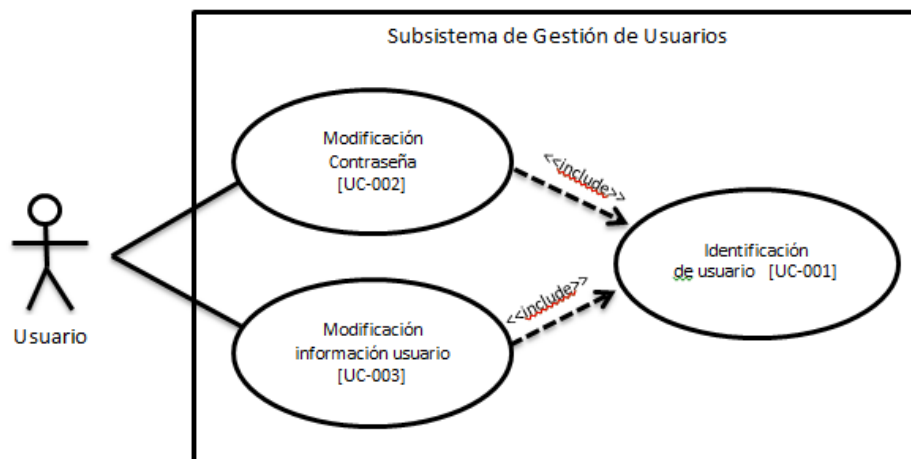 Subsistema de Gestión de Usuarios
Modificación
Contraseña
[UC-002]
<<include>>
Identificación
de usuario [UC-001]
Usuario
Modificación
información usuario
[UC-003]
<<include>>